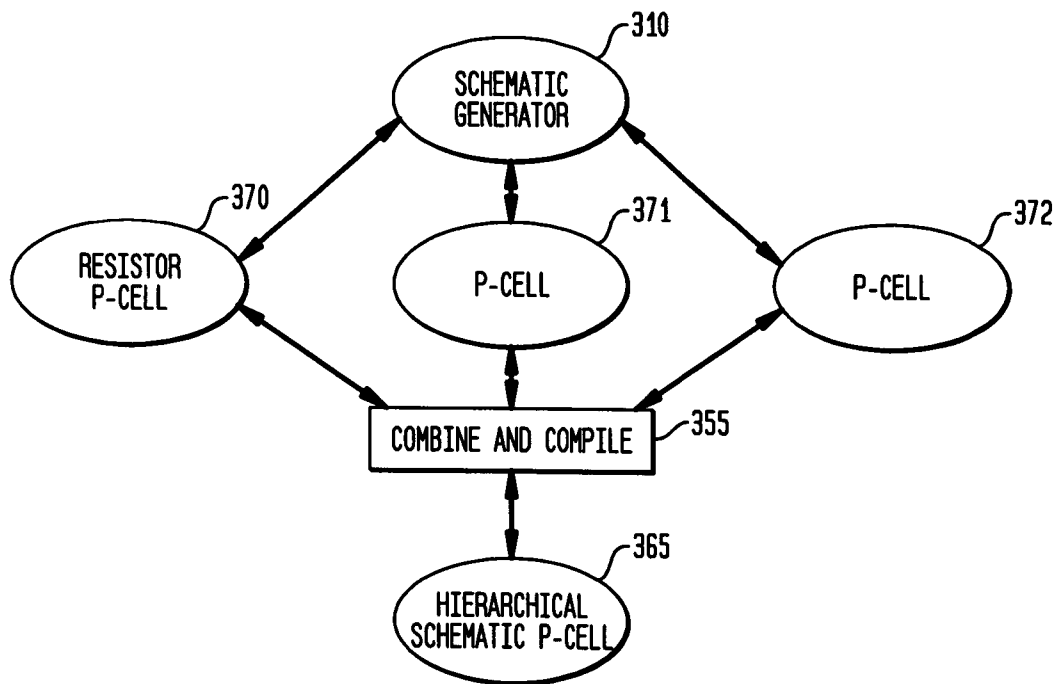 310
SCHEMATIC
GENERATOR
370
371
372
RESISTOR
P-CELL
P-CELL
P-CELL
COMBINE AND COMPILE
355
365
HIERARCHICAL
SCHEMATIC P-CELL